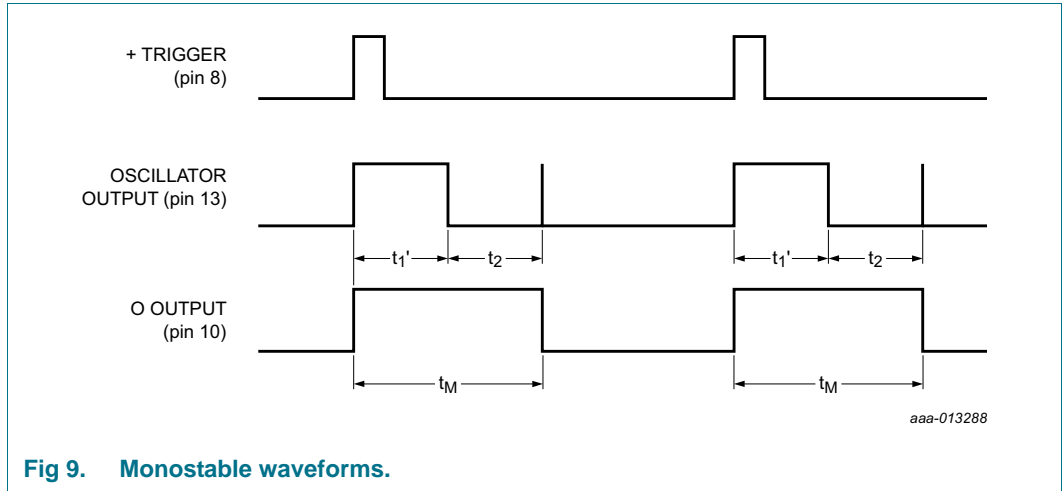 + TRIGGER
(pin 8)
OSCILLATOR
OUTPUT (pin 13)
t1' t2 t1' t2
O OUTPUT
(pin 10)
tM tM
aaa-013288
Fig 9. Monostable waveforms.